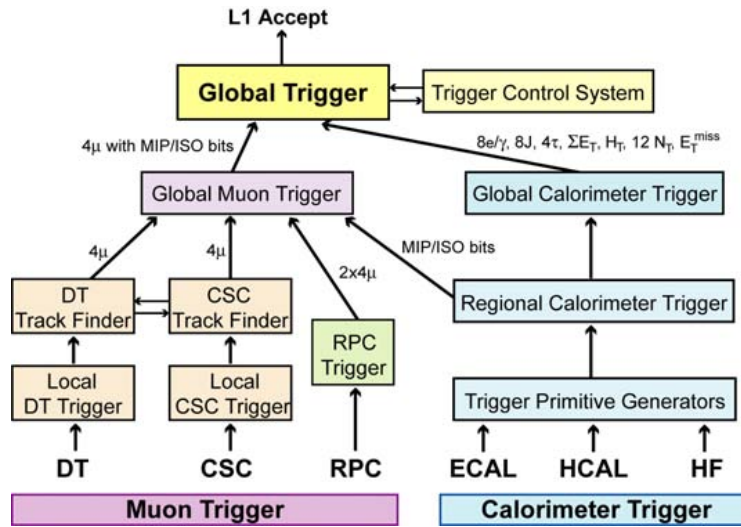 L1 Accept
Global Trigger
Trigger Control System
4μ with MIP/ISO bits
8e/γ, 8J, 4τ, ΣE_T, H_T, 12 N_T, E_T^miss
Global Muon Trigger
Global Calorimeter Trigger
4μ
4μ
MIP/ISO bits
2x4μ
DT
Track Finder
CSC
Track Finder
Regional Calorimeter Trigger
RPC
Trigger
Local
DT Trigger
Local
CSC Trigger
Trigger Primitive Generators
DT
CSC
RPC
ECAL
HCAL
HF
Muon Trigger
Calorimeter Trigger